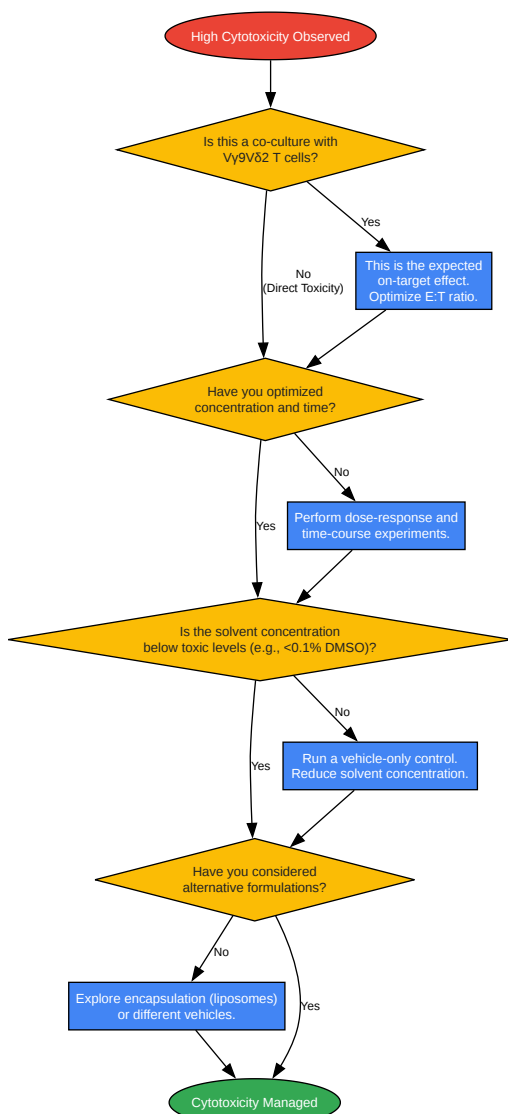 High Cytotoxicity Observed
Is this a co-culture with
Vγ9Vδ2 T cells?
Yes
This is the expected
on-target effect.
Optimize E:T ratio.
No
(Direct Toxicity)
Have you optimized
concentration and time?
No
Perform dose-response and
time-course experiments.
Yes
Is the solvent concentration
below toxic levels (e.g., <0.1% DMSO)?
No
Run a vehicle-only control.
Reduce solvent concentration.
Yes
Have you considered
alternative formulations?
No
Explore encapsulation (liposomes)
or different vehicles.
Yes
Cytotoxicity Managed